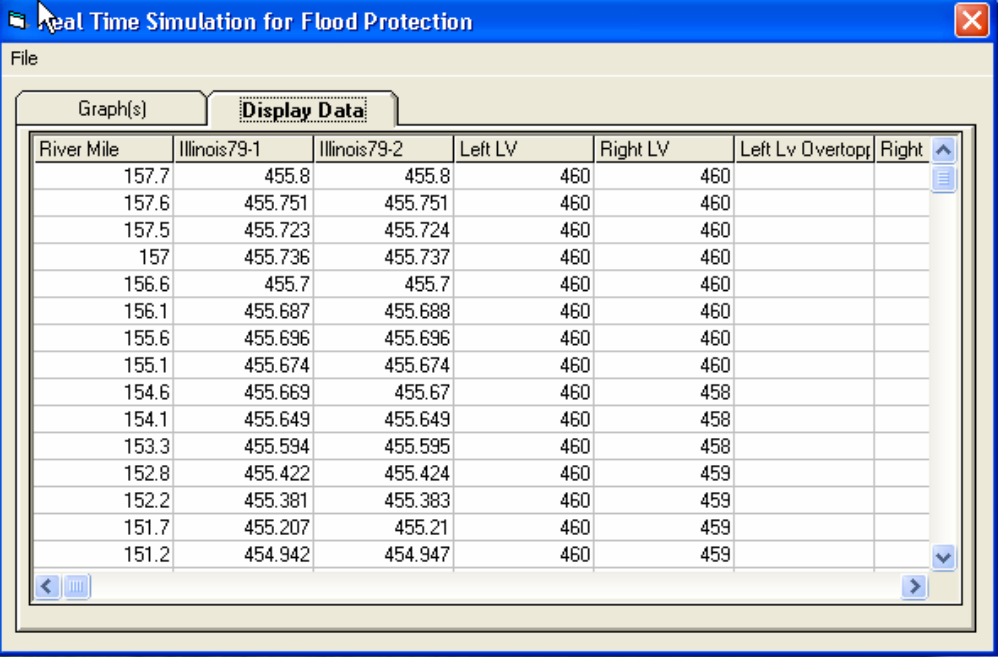 Real Time Simulation for Flood Protection
File
Graph(s) Display Data
River Mile Illinois79-1 Illinois79-2 Left LV Right LV Left Lv Overtopp Right
157.7 455.8 455.8 460 460
157.6 455.751 455.751 460 460
157.5 455.723 455.724 460 460
157 455.736 455.737 460 460
156.6 455.7 455.7 460 460
156.1 455.687 455.688 460 460
155.6 455.696 455.696 460 460
155.1 455.674 455.674 460 460
154.6 455.669 455.67 460 458
154.1 455.649 455.649 460 458
153.3 455.594 455.595 460 458
152.8 455.422 455.424 460 459
152.2 455.381 455.383 460 459
151.7 455.207 455.21 460 459
151.2 454.942 454.947 460 459